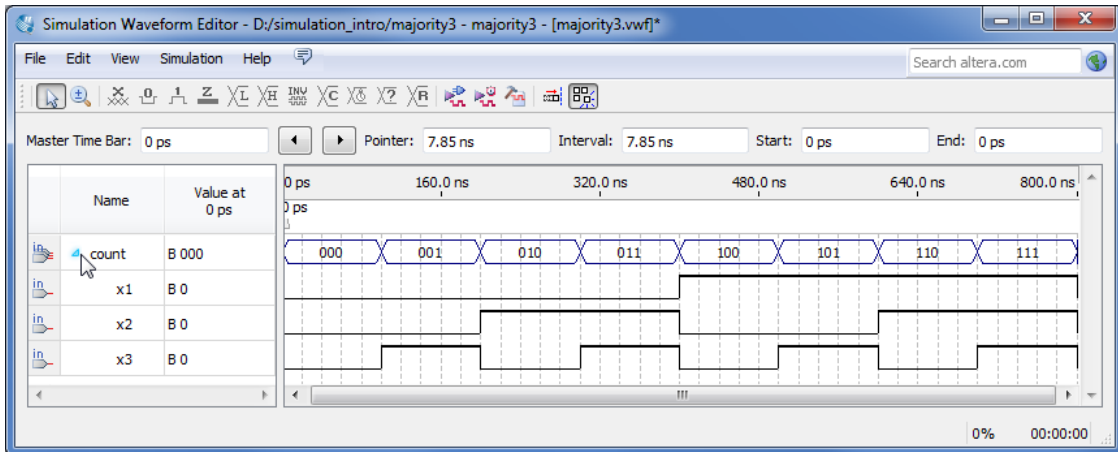 Simulation Waveform Editor - D:/simulation_intro/majority3 - majority3 - [majority3.vwf]*
File Edit View Simulation Help
Search altera.com
Master Time Bar: 0 ps Pointer: 7.85 ns Interval: 7.85 ns Start: 0 ps End: 0 ps
Name Value at 0 ps
0 ps 160.0 ns 320.0 ns 480.0 ns 640.0 ns 800.0 ns
0 ps
count B 000 000 001 010 011 100 101 110 111
x1 B 0
x2 B 0
x3 B 0
0% 00:00:00